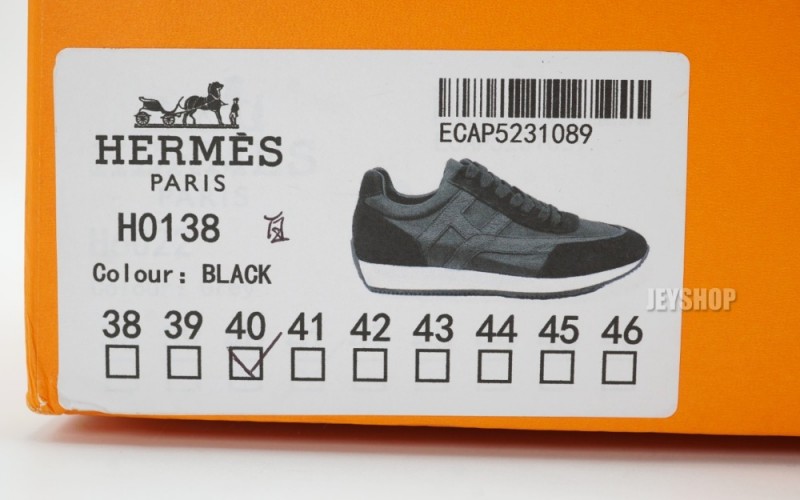 HERMÈS
PARIS
H0138
Colour: BLACK
ECAP5231089
JEYSHOP
38 39 40 41 42 43 44 45 46